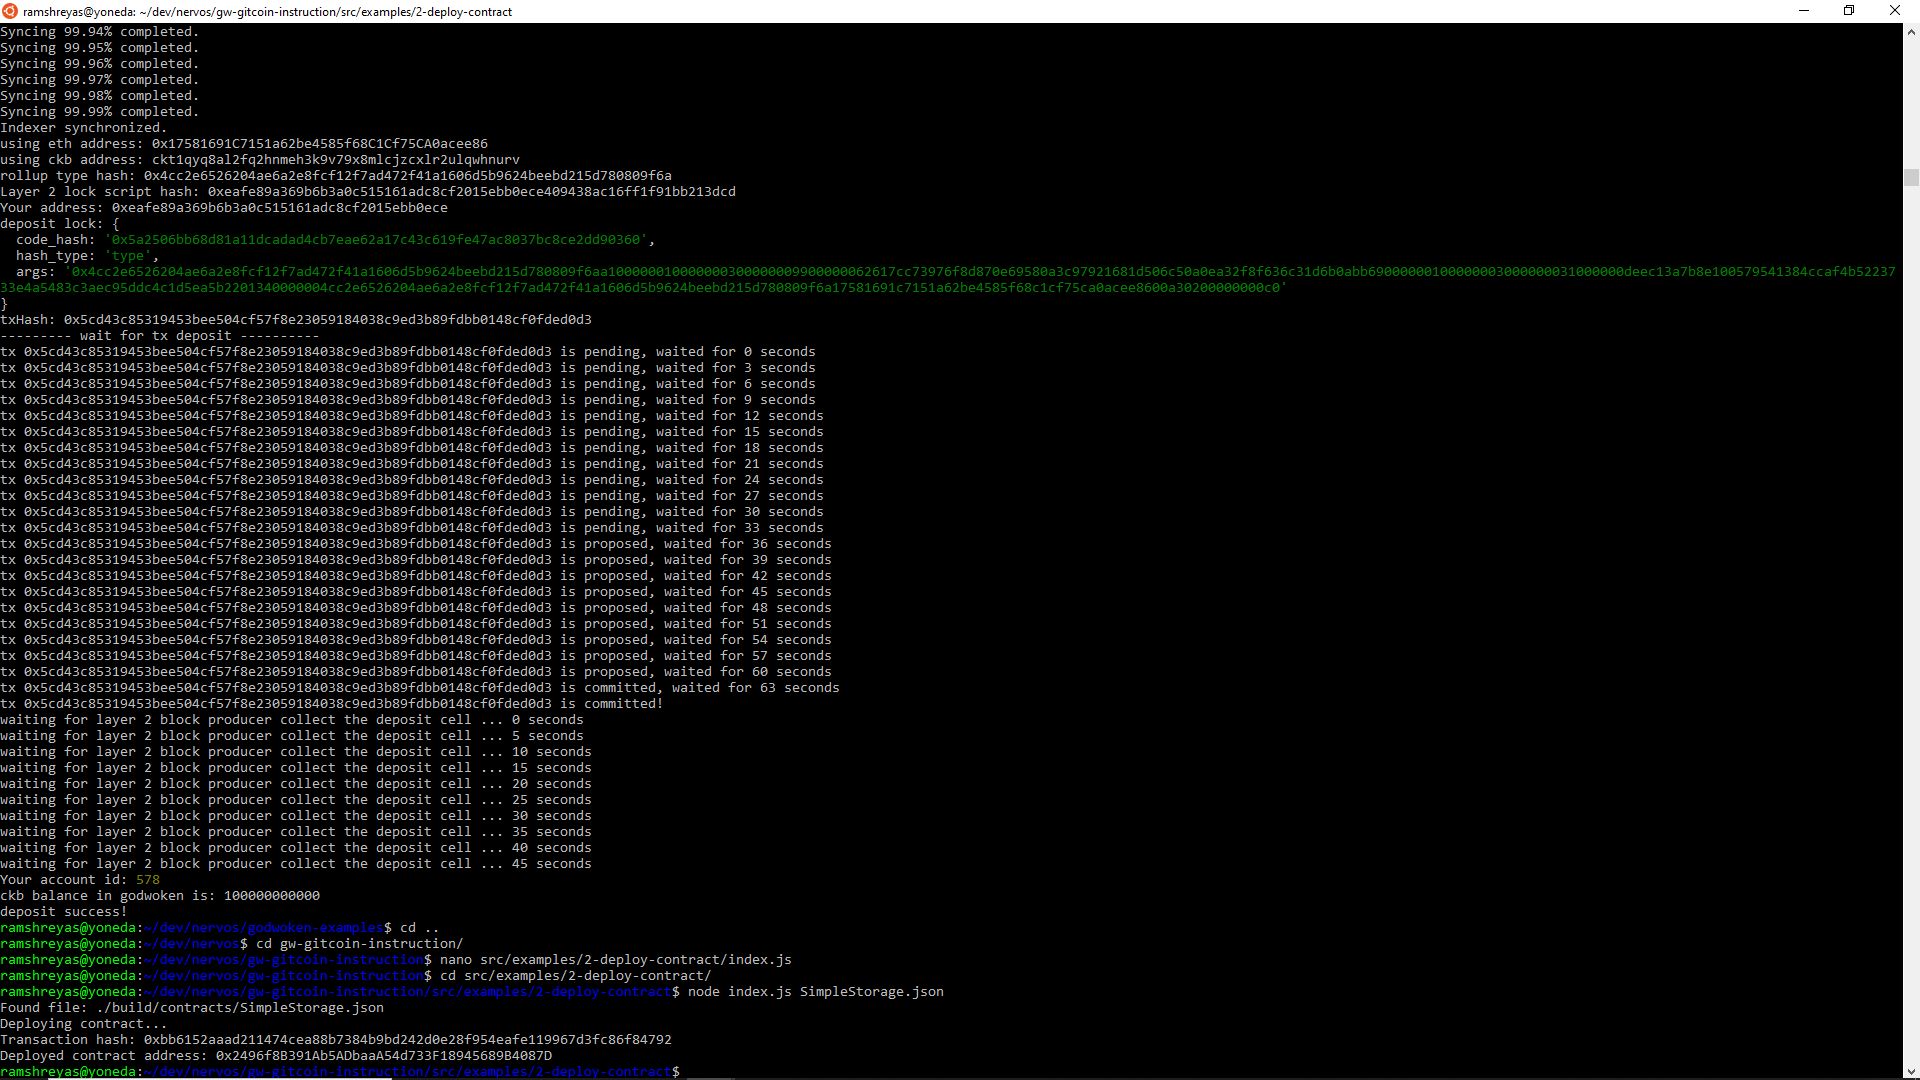 ramshreyas@yoneda: ~/dev/nervos/gw-gitcoin-instruction/src/examples/2-deploy-contract
Syncing 99.94% completed.
Syncing 99.95% completed.
Syncing 99.96% completed.
Syncing 99.97% completed.
Syncing 99.98% completed.
Syncing 99.99% completed.
Indexer synchronized.
using eth address: 0x17581691C7151a62be4585f68C1Cf75CA0acee86
using ckb address: ckt1qyq8al2fq2hnmeh3k9v79x8mlcjzcxlr2ulqwhnurv
rollup type hash: 0x4cc2e6526204ae6a2e8fcf12f7ad472f41a1606d5b9624beebd215d780809f6a
Layer 2 lock script hash: 0xeafe89a369b6b3a0c515161adc8cf2015ebb0ece409438ac16ff1f91bb213dcd
Your address: 0xeafe89a369b6b3a0c515161adc8cf2015ebb0ece
deposit lock: {
  code_hash: '0x5a2506bb68d81a11dcadad4cb7eae62a17c43c619fe47ac8037bc8ce2dd90360',
  hash_type: 'type',
  args: '0x4cc2e6526204ae6a2e8fcf12f7ad472f41a1606d5b9624beebd215d780809f6aa10000001000000030000000990000000​62617cc73976f8d870e69580a3c97921681d506c50a0ea32f8f636c31d6b0abb690000000100000003000000031000000deec13a7b8e100579541384ccaf4b52237
33e4a5483c3aec95ddc4c1d5ea5b2201340000004cc2e6526204ae6a2e8fcf12f7ad472f41a1606d5b9624beebd215d780809f6a17581691c7151a62be4585f68c1cf75ca0acee8600a30200000000c0'
}
txHash: 0x5cd43c85319453bee504cf57f8e23059184038c9ed3b89fdbb0148cf0fded0d3
--------- wait for tx deposit ----------
tx 0x5cd43c85319453bee504cf57f8e23059184038c9ed3b89fdbb0148cf0fded0d3 is pending, waited for 0 seconds
tx 0x5cd43c85319453bee504cf57f8e23059184038c9ed3b89fdbb0148cf0fded0d3 is pending, waited for 3 seconds
tx 0x5cd43c85319453bee504cf57f8e23059184038c9ed3b89fdbb0148cf0fded0d3 is pending, waited for 6 seconds
tx 0x5cd43c85319453bee504cf57f8e23059184038c9ed3b89fdbb0148cf0fded0d3 is pending, waited for 9 seconds
tx 0x5cd43c85319453bee504cf57f8e23059184038c9ed3b89fdbb0148cf0fded0d3 is pending, waited for 12 seconds
tx 0x5cd43c85319453bee504cf57f8e23059184038c9ed3b89fdbb0148cf0fded0d3 is pending, waited for 15 seconds
tx 0x5cd43c85319453bee504cf57f8e23059184038c9ed3b89fdbb0148cf0fded0d3 is pending, waited for 18 seconds
tx 0x5cd43c85319453bee504cf57f8e23059184038c9ed3b89fdbb0148cf0fded0d3 is pending, waited for 21 seconds
tx 0x5cd43c85319453bee504cf57f8e23059184038c9ed3b89fdbb0148cf0fded0d3 is pending, waited for 24 seconds
tx 0x5cd43c85319453bee504cf57f8e23059184038c9ed3b89fdbb0148cf0fded0d3 is pending, waited for 27 seconds
tx 0x5cd43c85319453bee504cf57f8e23059184038c9ed3b89fdbb0148cf0fded0d3 is pending, waited for 30 seconds
tx 0x5cd43c85319453bee504cf57f8e23059184038c9ed3b89fdbb0148cf0fded0d3 is pending, waited for 33 seconds
tx 0x5cd43c85319453bee504cf57f8e23059184038c9ed3b89fdbb0148cf0fded0d3 is proposed, waited for 36 seconds
tx 0x5cd43c85319453bee504cf57f8e23059184038c9ed3b89fdbb0148cf0fded0d3 is proposed, waited for 39 seconds
tx 0x5cd43c85319453bee504cf57f8e23059184038c9ed3b89fdbb0148cf0fded0d3 is proposed, waited for 42 seconds
tx 0x5cd43c85319453bee504cf57f8e23059184038c9ed3b89fdbb0148cf0fded0d3 is proposed, waited for 45 seconds
tx 0x5cd43c85319453bee504cf57f8e23059184038c9ed3b89fdbb0148cf0fded0d3 is proposed, waited for 48 seconds
tx 0x5cd43c85319453bee504cf57f8e23059184038c9ed3b89fdbb0148cf0fded0d3 is proposed, waited for 51 seconds
tx 0x5cd43c85319453bee504cf57f8e23059184038c9ed3b89fdbb0148cf0fded0d3 is proposed, waited for 54 seconds
tx 0x5cd43c85319453bee504cf57f8e23059184038c9ed3b89fdbb0148cf0fded0d3 is proposed, waited for 57 seconds
tx 0x5cd43c85319453bee504cf57f8e23059184038c9ed3b89fdbb0148cf0fded0d3 is proposed, waited for 60 seconds
tx 0x5cd43c85319453bee504cf57f8e23059184038c9ed3b89fdbb0148cf0fded0d3 is committed, waited for 63 seconds
tx 0x5cd43c85319453bee504cf57f8e23059184038c9ed3b89fdbb0148cf0fded0d3 is committed!
waiting for layer 2 block producer collect the deposit cell ... 0 seconds
waiting for layer 2 block producer collect the deposit cell ... 5 seconds
waiting for layer 2 block producer collect the deposit cell ... 10 seconds
waiting for layer 2 block producer collect the deposit cell ... 15 seconds
waiting for layer 2 block producer collect the deposit cell ... 20 seconds
waiting for layer 2 block producer collect the deposit cell ... 25 seconds
waiting for layer 2 block producer collect the deposit cell ... 30 seconds
waiting for layer 2 block producer collect the deposit cell ... 35 seconds
waiting for layer 2 block producer collect the deposit cell ... 40 seconds
waiting for layer 2 block producer collect the deposit cell ... 45 seconds
Your account id: 578
ckb balance in godwoken is: 100000000000
deposit success!
ramshreyas@yoneda:~/dev/nervos/godwoken-examples$ cd ..
ramshreyas@yoneda:~/dev/nervos$ cd gw-gitcoin-instruction/
ramshreyas@yoneda:~/dev/nervos/gw-gitcoin-instruction$ nano src/examples/2-deploy-contract/index.js
ramshreyas@yoneda:~/dev/nervos/gw-gitcoin-instruction$ cd src/examples/2-deploy-contract/
ramshreyas@yoneda:~/dev/nervos/gw-gitcoin-instruction/src/examples/2-deploy-contract$ node index.js SimpleStorage.json
Found file: ./build/contracts/SimpleStorage.json
Deploying contract...
Transaction hash: 0xbb6152aaad211474cea88b7384b9bd242d0e28f954eafe119967d3fc86f84792
Deployed contract address: 0x2496f8B391Ab5ADbaaA54d733F18945689B4087D
ramshreyas@yoneda:~/dev/nervos/gw-gitcoin-instruction/src/examples/2-deploy-contract$